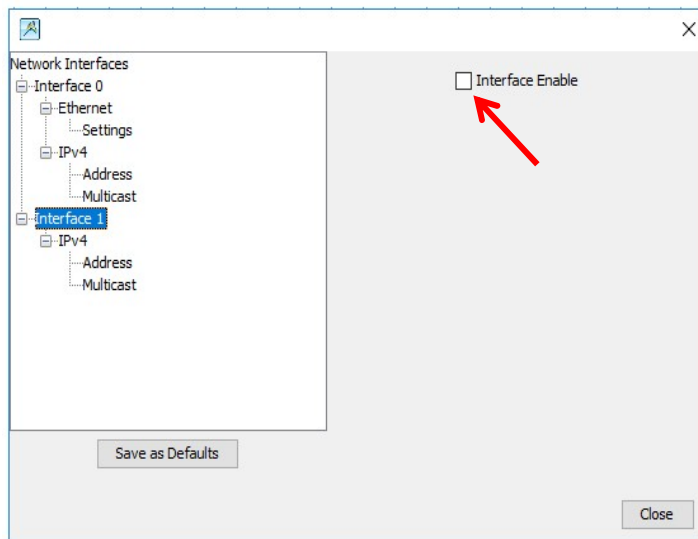 Network Interfaces
Interface 0
Interface Enable
Ethernet
Settings
IPv4
Address
Multicast
Interface 1
IPv4
Address
Multicast
Save as Defaults
Close